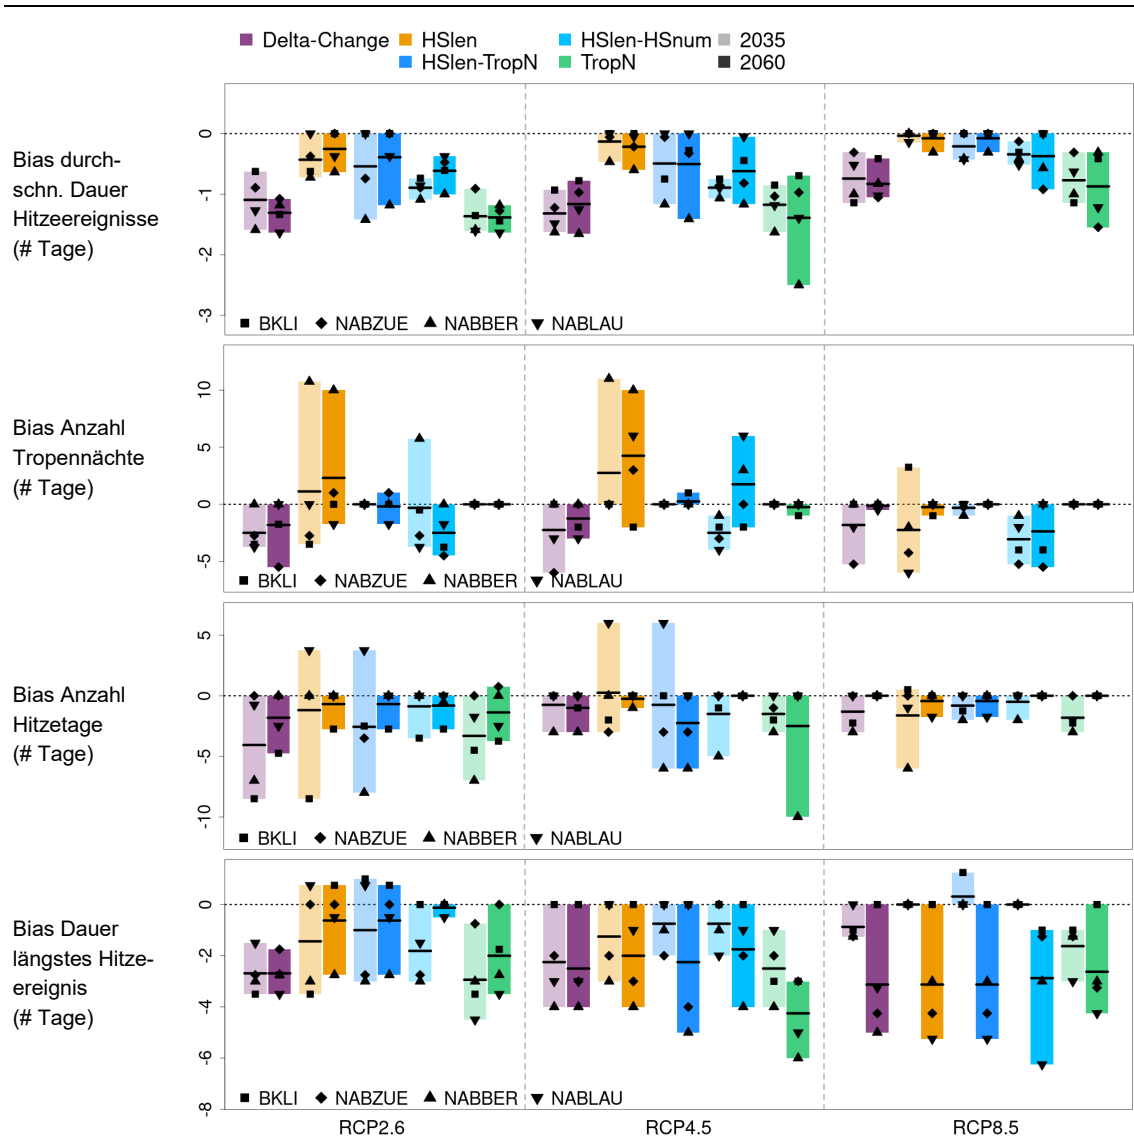 Delta-Change HSlen HSlen-HSnum 2035
HSlen-TropN TropN 2060
Bias durch-
schn. Dauer
Hitzeereignisse
(# Tage)
0
-1
-2
-3
BKLI NABZUE NABBER NABLAU
Bias Anzahl
Tropennächte
(# Tage)
10
5
0
-5
BKLI NABZUE NABBER NABLAU
Bias Anzahl
Hitzetage
(# Tage)
5
0
-5
-10
BKLI NABZUE NABBER NABLAU
Bias Dauer
längstes Hitze-
ereignis
(# Tage)
0
-2
-4
-6
-8
BKLI NABZUE NABBER NABLAU
RCP2.6 RCP4.5 RCP8.5